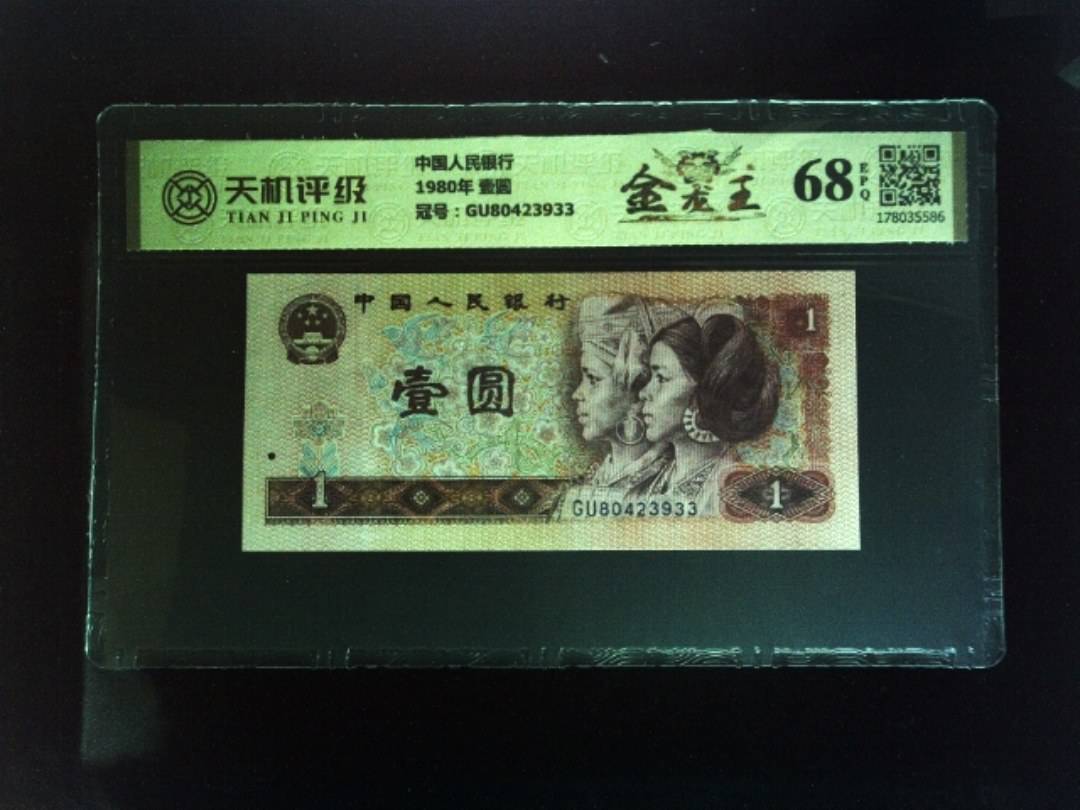 天机评级
TIAN JI PING JI
中国人民银行
1980年 壹圆
冠号：GU80423933
金龙王
68
EPQ
178035586
中国人民银行
1
壹圆
1
GU80423933
1